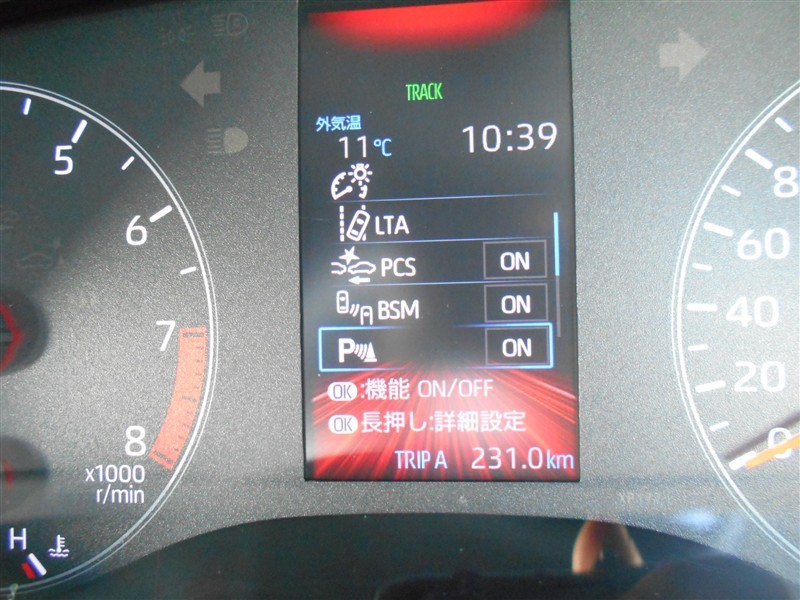 TRACK
外気温
11℃
10:39
LTA
PCS ON
BSM ON
P ON
OK:機能 ON/OFF
OK長押し:詳細設定
TRIP A 231.0km
5
6
7
8
x1000
r/min
H
8
60
40
20
0